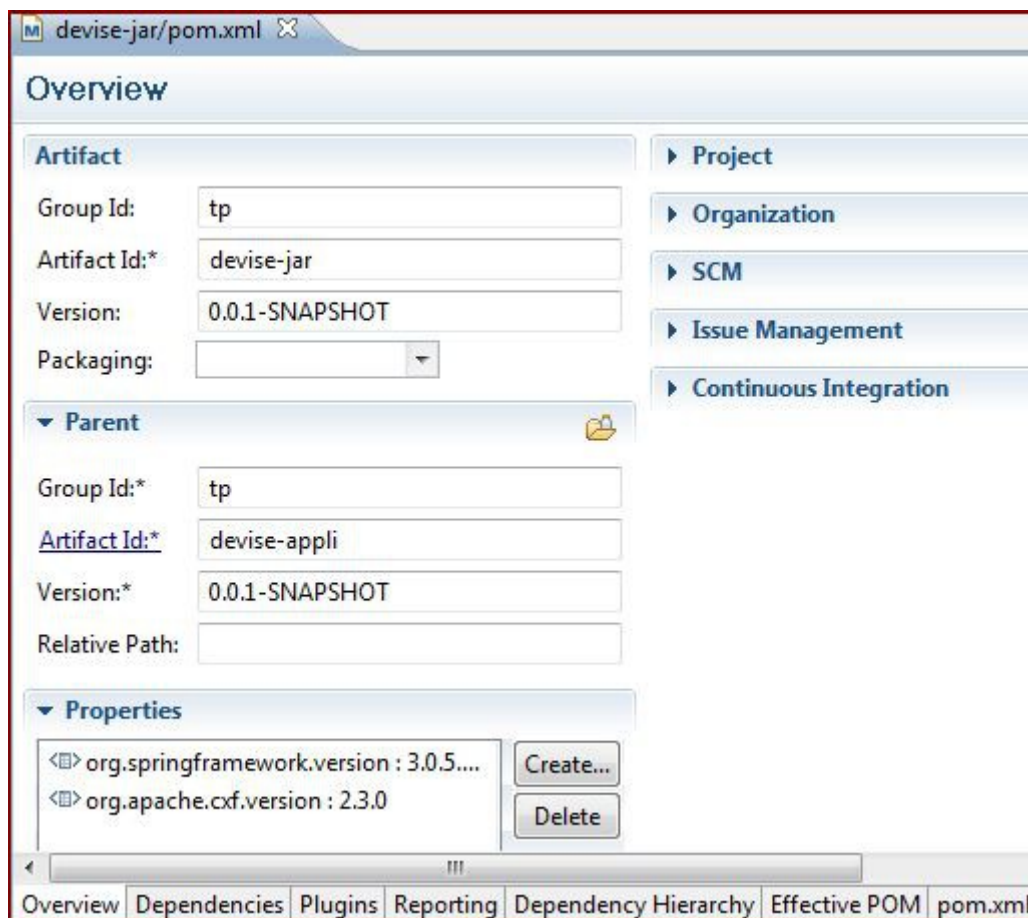 devise-jar/pom.xml
Overview
Artifact
Group Id: tp
Artifact Id:* devise-jar
Version: 0.0.1-SNAPSHOT
Packaging:
Parent
Group Id:* tp
Artifact Id:* devise-appli
Version:* 0.0.1-SNAPSHOT
Relative Path:
Properties
org.springframework.version : 3.0.5....
org.apache.cxf.version : 2.3.0
Create...
Delete
Project
Organization
SCM
Issue Management
Continuous Integration
Overview Dependencies Plugins Reporting Dependency Hierarchy Effective POM pom.xml